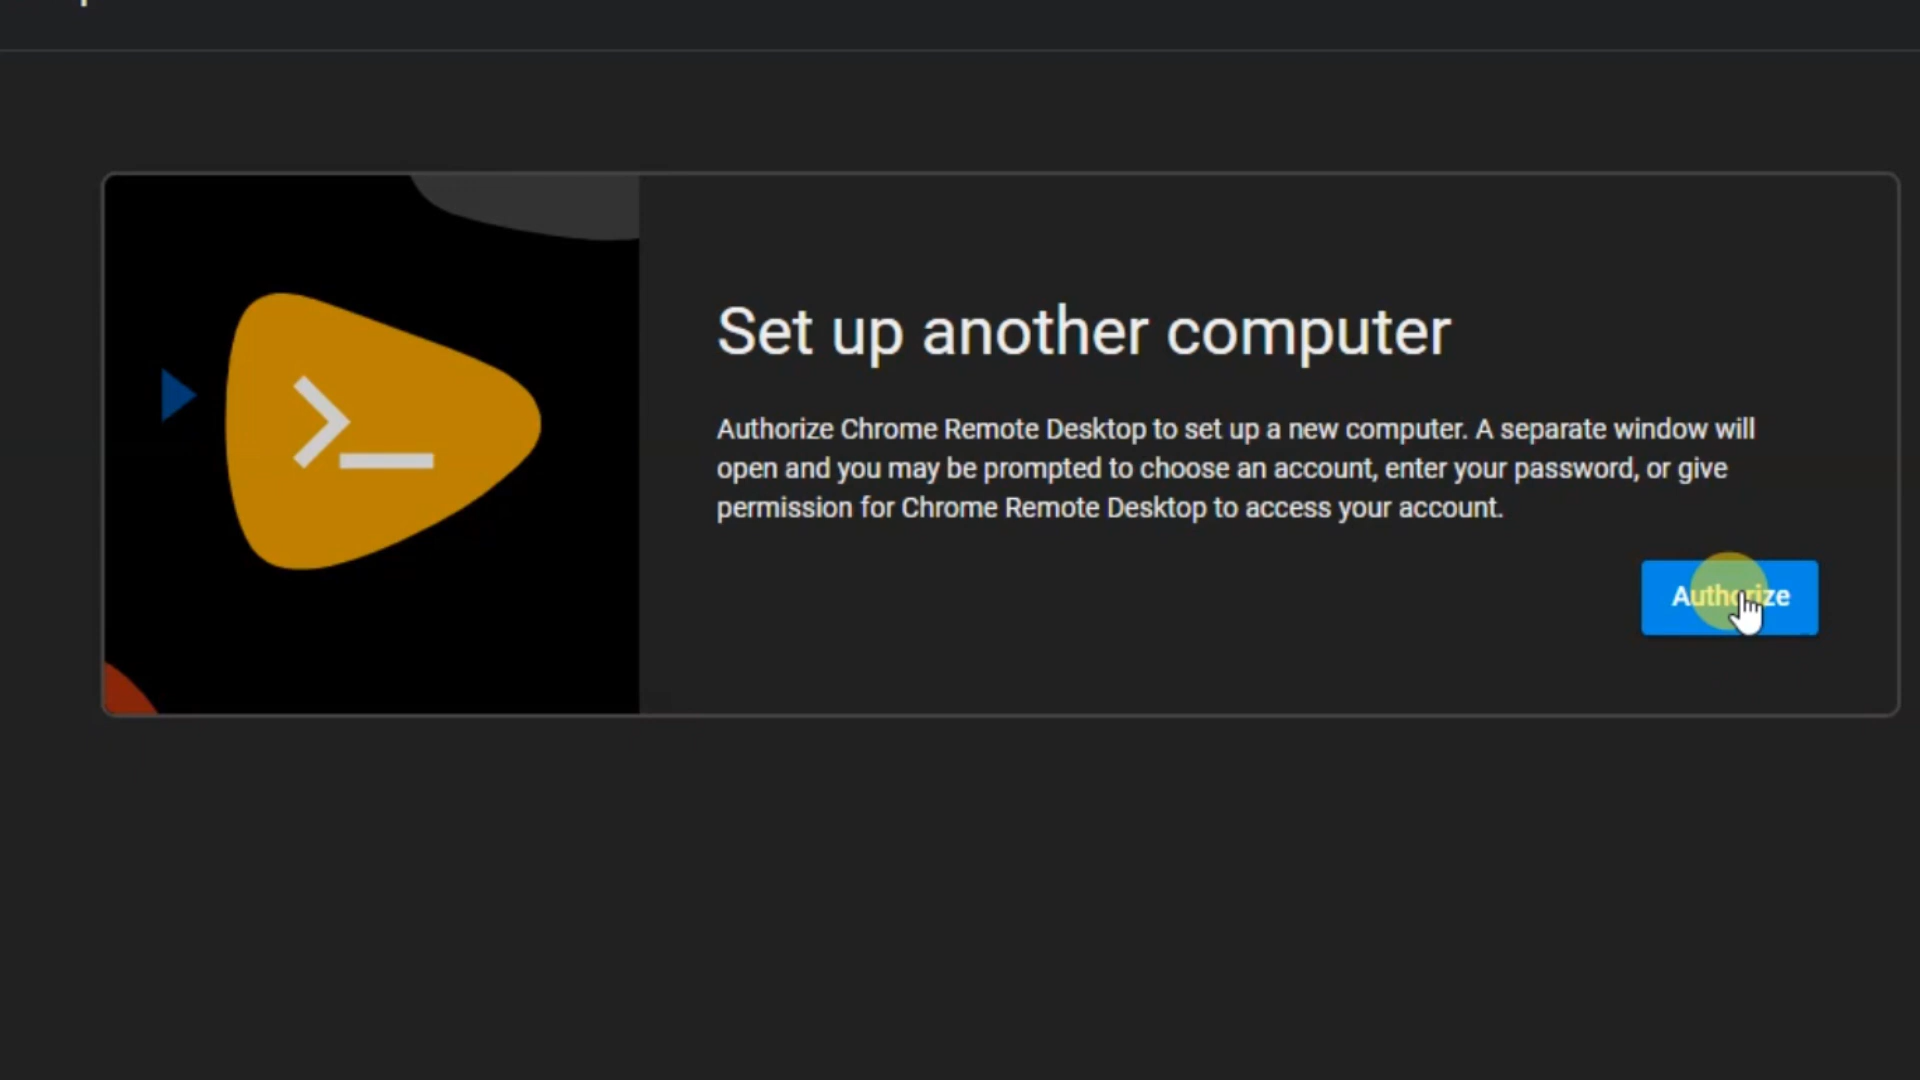 Set up another computer
Authorize Chrome Remote Desktop to set up a new computer. A separate window will
open and you may be prompted to choose an account, enter your password, or give
permission for Chrome Remote Desktop to access your account.
Authorize